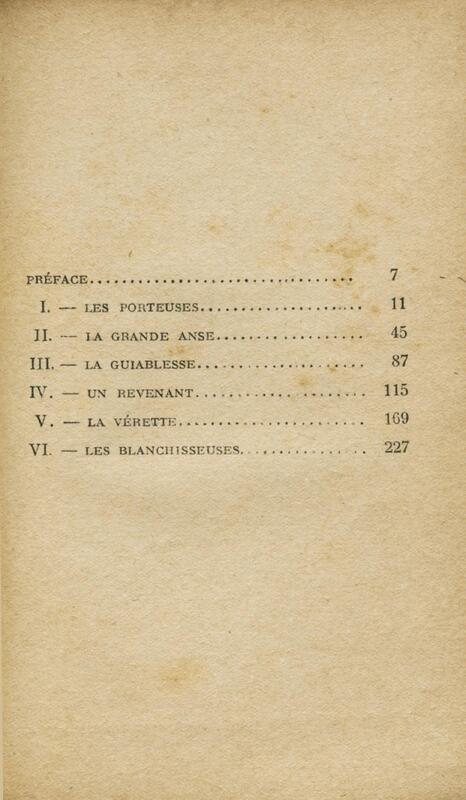 PRÉFACE.............................. 7
I. — LES PORTEUSES..................... 11
II. — LA GRANDE ANSE................... 45
III. — LA GUIABLESSE..................... 87
IV. — UN REVENANT...................... 115
V. — LA VÉRETTE........................ 169
VI. — LES BLANCHISSEUSES................ 227